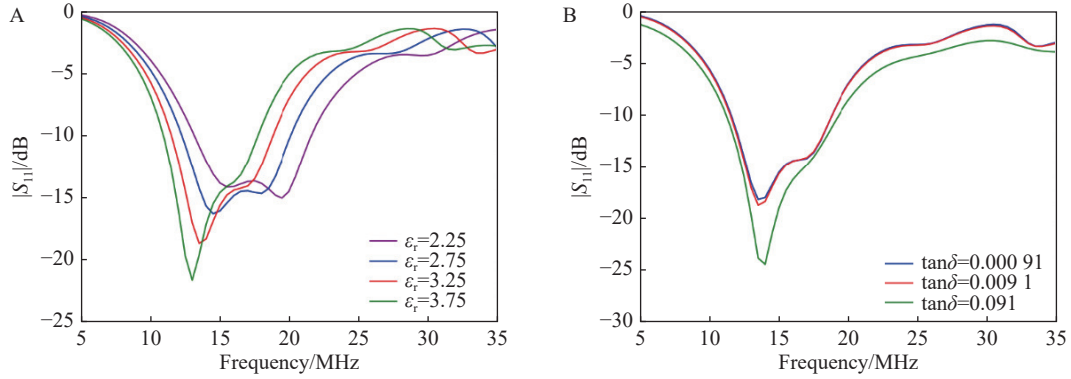 A
|S₁₁|/dB
0
−5
−10
−15
−20
−25
5 10 15 20 25 30 35
Frequency/MHz
εᵣ=2.25
εᵣ=2.75
εᵣ=3.25
εᵣ=3.75
B
|S₁₁|/dB
0
−5
−10
−15
−20
−25
−30
5 10 15 20 25 30 35
Frequency/MHz
tanδ=0.000 91
tanδ=0.009 1
tanδ=0.091